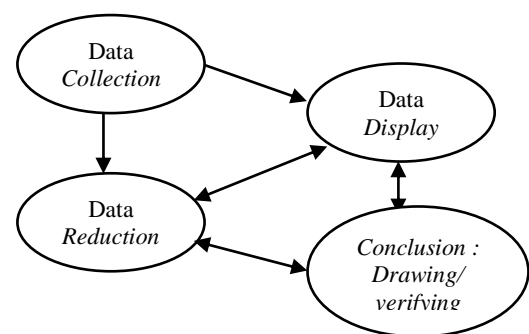 Data
Collection
Data
Display
Data
Reduction
Conclusion :
Drawing/
verifying